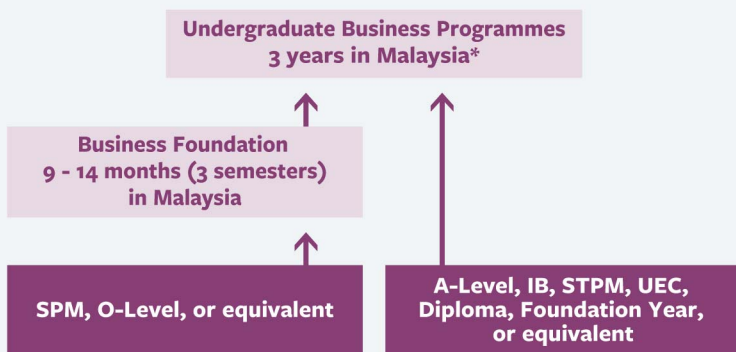 Undergraduate Business Programmes
3 years in Malaysia*
Business Foundation
9 - 14 months (3 semesters)
in Malaysia
SPM, O-Level, or equivalent
A-Level, IB, STPM, UEC,
Diploma, Foundation Year,
or equivalent